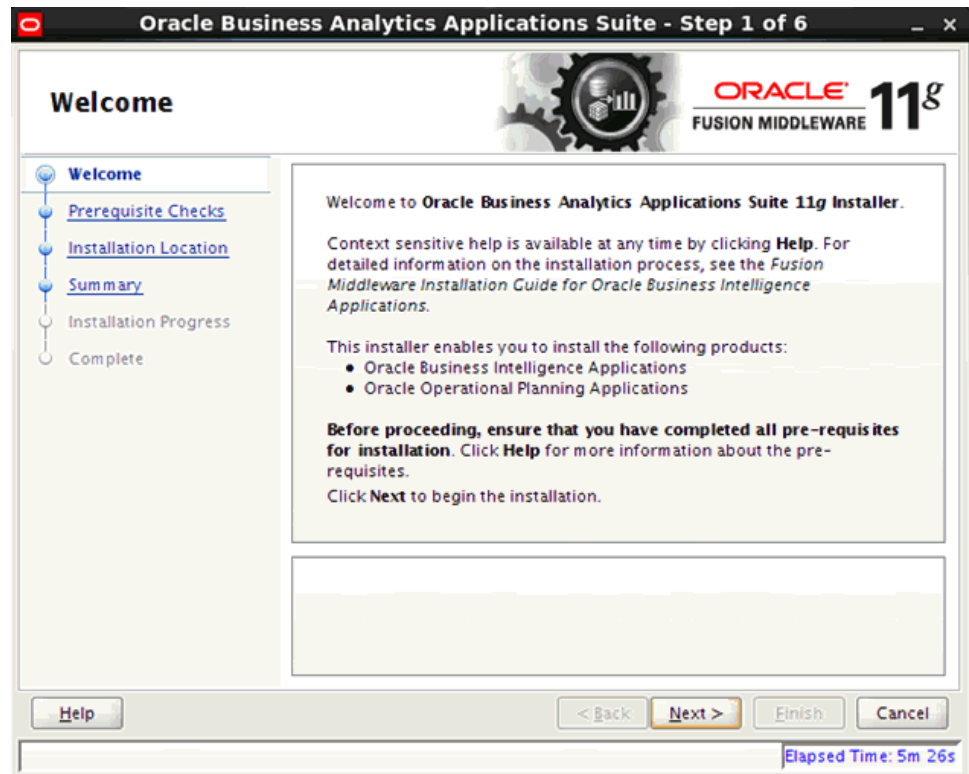 Oracle Business Analytics Applications Suite - Step 1 of 6
Welcome
ORACLE
FUSION MIDDLEWARE
11g
Welcome
Prerequisite Checks
Installation Location
Summary
Installation Progress
Complete
Welcome to Oracle Business Analytics Applications Suite 11g Installer.
Context sensitive help is available at any time by clicking Help. For
detailed information on the installation process, see the Fusion
Middleware Installation Guide for Oracle Business Intelligence
Applications.
This installer enables you to install the following products:
• Oracle Business Intelligence Applications
• Oracle Operational Planning Applications
Before proceeding, ensure that you have completed all pre-requisites
for installation. Click Help for more information about the pre-
requisites.
Click Next to begin the installation.
Help
< Back
Next >
Finish
Cancel
Elapsed Time: 5m 26s